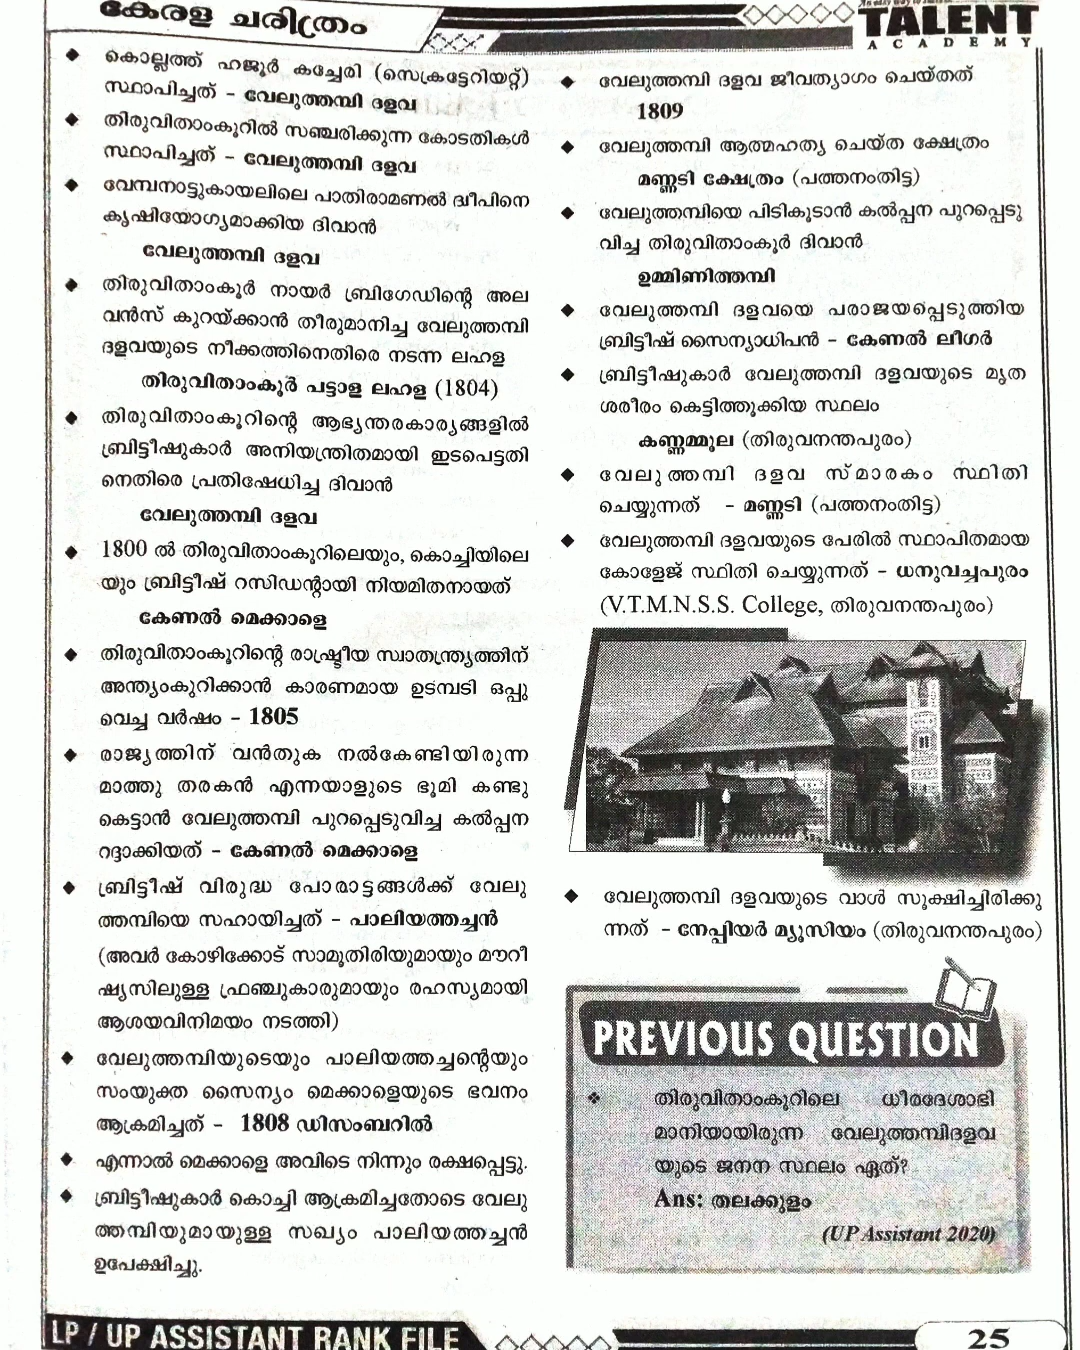 കേരള ചരിത്രം
An easy way to success
TALENT
ACADEMY
◆ കൊല്ലത്ത് ഹജൂർ കച്ചേരി (സെക്രട്ടേറിയറ്റ്)
സ്ഥാപിച്ചത് - വേലുത്തമ്പി ദളവ
◆ തിരുവിതാംകൂറിൽ സഞ്ചരിക്കുന്ന കോടതികൾ
സ്ഥാപിച്ചത് - വേലുത്തമ്പി ദളവ
◆ വേമ്പനാട്ടുകായലിലെ പാതിരാമണൽ ദ്വീപിനെ
കൃഷിയോഗ്യമാക്കിയ ദിവാൻ
വേലുത്തമ്പി ദളവ
◆ തിരുവിതാംകൂർ നായർ ബ്രിഗേഡിന്റെ അല
വൻസ് കുറയ്ക്കാൻ തീരുമാനിച്ച വേലുത്തമ്പി
ദളവയുടെ നീക്കത്തിനെതിരെ നടന്ന ലഹള
തിരുവിതാംകൂർ പട്ടാള ലഹള (1804)
◆ തിരുവിതാംകൂറിന്റെ ആഭ്യന്തരകാര്യങ്ങളിൽ
ബ്രിട്ടീഷുകാർ അനിയന്ത്രിതമായി ഇടപെട്ടതി
നെതിരെ പ്രതിഷേധിച്ച ദിവാൻ
വേലുത്തമ്പി ദളവ
◆ 1800 ൽ തിരുവിതാംകൂറിലെയും, കൊച്ചിയിലെ
യും ബ്രിട്ടീഷ് റസിഡന്റായി നിയമിതനായത്
കേണൽ മെക്കാളെ
◆ തിരുവിതാംകൂറിന്റെ രാഷ്ട്രീയ സ്വാതന്ത്ര്യത്തിന്
അന്ത്യംകുറിക്കാൻ കാരണമായ ഉടമ്പടി ഒപ്പു
വെച്ച വർഷം - 1805
◆ രാജ്യത്തിന് വൻതുക നൽകേണ്ടിയിരുന്ന
മാത്തു തരകൻ എന്നയാളുടെ ഭൂമി കണ്ടു
കെട്ടാൻ വേലുത്തമ്പി പുറപ്പെടുവിച്ച കൽപ്പന
റദ്ദാക്കിയത് - കേണൽ മെക്കാളെ
◆ ബ്രിട്ടീഷ് വിരുദ്ധ പോരാട്ടങ്ങൾക്ക് വേലു
ത്തമ്പിയെ സഹായിച്ചത് - പാലിയത്തച്ചൻ
(അവർ കോഴിക്കോട് സാമൂതിരിയുമായും മൗറീ
ഷ്യസിലുള്ള ഫ്രഞ്ചുകാരുമായും രഹസ്യമായി
ആശയവിനിമയം നടത്തി)
◆ വേലുത്തമ്പിയുടെയും പാലിയത്തച്ചന്റെയും
സംയുക്ത സൈന്യം മെക്കാളെയുടെ ഭവനം
ആക്രമിച്ചത് - 1808 ഡിസംബറിൽ
◆ എന്നാൽ മെക്കാളെ അവിടെ നിന്നും രക്ഷപ്പെട്ടു.
◆ ബ്രിട്ടീഷുകാർ കൊച്ചി ആക്രമിച്ചതോടെ വേലു
ത്തമ്പിയുമായുള്ള സഖ്യം പാലിയത്തച്ചൻ
ഉപേക്ഷിച്ചു.
◆ വേലുത്തമ്പി ദളവ ജീവത്യാഗം ചെയ്തത്
1809
◆ വേലുത്തമ്പി ആത്മഹത്യ ചെയ്ത ക്ഷേത്രം
മണ്ണടി ക്ഷേത്രം (പത്തനംതിട്ട)
◆ വേലുത്തമ്പിയെ പിടികൂടാൻ കൽപ്പന പുറപ്പെടു
വിച്ച തിരുവിതാംകൂർ ദിവാൻ
ഉമ്മിണിത്തമ്പി
◆ വേലുത്തമ്പി ദളവയെ പരാജയപ്പെടുത്തിയ
ബ്രിട്ടീഷ് സൈന്യാധിപൻ - കേണൽ ലീഗർ
◆ ബ്രിട്ടീഷുകാർ വേലുത്തമ്പി ദളവയുടെ മൃത
ശരീരം കെട്ടിത്തൂക്കിയ സ്ഥലം
കണ്ണമ്മൂല (തിരുവനന്തപുരം)
◆ വേലുത്തമ്പി ദളവ സ്മാരകം സ്ഥിതി
ചെയ്യുന്നത് - മണ്ണടി (പത്തനംതിട്ട)
◆ വേലുത്തമ്പി ദളവയുടെ പേരിൽ സ്ഥാപിതമായ
കോളേജ് സ്ഥിതി ചെയ്യുന്നത് - ധനുവച്ചപുരം
(V.T.M.N.S.S. College, തിരുവനന്തപുരം)
◆ വേലുത്തമ്പി ദളവയുടെ വാൾ സൂക്ഷിച്ചിരിക്കു
ന്നത് - നേപ്പിയർ മ്യൂസിയം (തിരുവനന്തപുരം)
PREVIOUS QUESTION
❖ തിരുവിതാംകൂറിലെ ധീരദേശാഭി
മാനിയായിരുന്ന വേലുത്തമ്പിദളവ
യുടെ ജനന സ്ഥലം ഏത്?
Ans: തലക്കുളം
(UP Assistant 2020)
LP / UP ASSISTANT RANK FILE
25